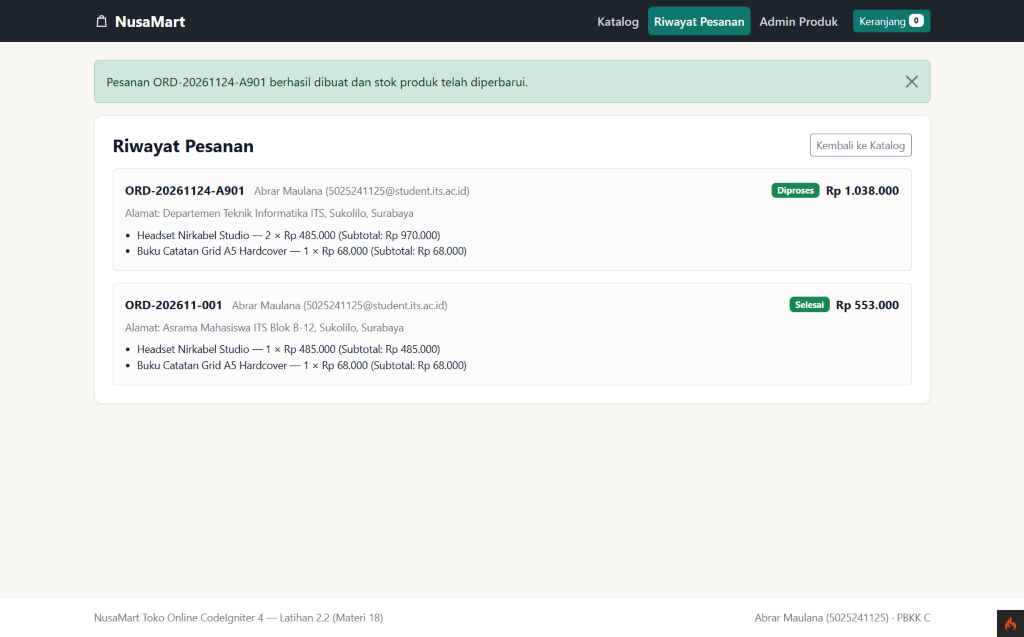 NusaMart
Katalog Riwayat Pesanan Admin Produk Keranjang 0
Pesanan ORD-20261124-A901 berhasil dibuat dan stok produk telah diperbarui.
Riwayat Pesanan Kembali ke Katalog
ORD-20261124-A901 Abrar Maulana (5025241125@student.its.ac.id) Diproses Rp 1.038.000
Alamat: Departemen Teknik Informatika ITS, Sukolilo, Surabaya
• Headset Nirkabel Studio — 2 × Rp 485.000 (Subtotal: Rp 970.000)
• Buku Catatan Grid A5 Hardcover — 1 × Rp 68.000 (Subtotal: Rp 68.000)
ORD-202611-001 Abrar Maulana (5025241125@student.its.ac.id) Selesai Rp 553.000
Alamat: Asrama Mahasiswa ITS Blok B-12, Sukolilo, Surabaya
• Headset Nirkabel Studio — 1 × Rp 485.000 (Subtotal: Rp 485.000)
• Buku Catatan Grid A5 Hardcover — 1 × Rp 68.000 (Subtotal: Rp 68.000)
NusaMart Toko Online CodeIgniter 4 — Latihan 2.2 (Materi 18) Abrar Maulana (5025241125) - PBKK C